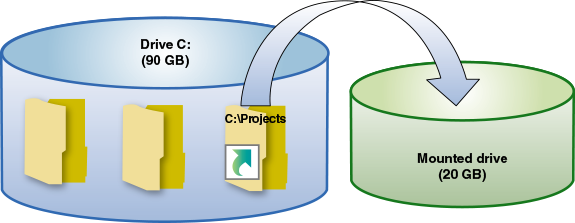 Drive C:
(90 GB)
C:\Projects
Mounted drive
(20 GB)